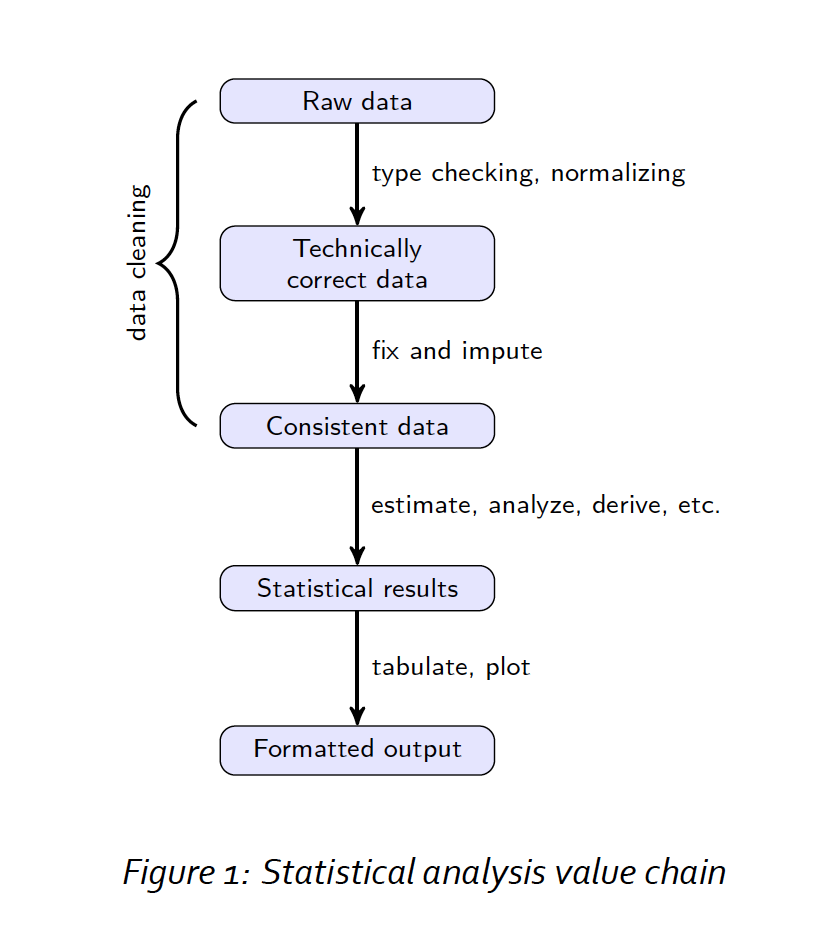 Raw data
type checking, normalizing
data cleaning
Technically
correct data
fix and impute
Consistent data
estimate, analyze, derive, etc.
Statistical results
tabulate, plot
Formatted output
Figure 1: Statistical analysis value chain